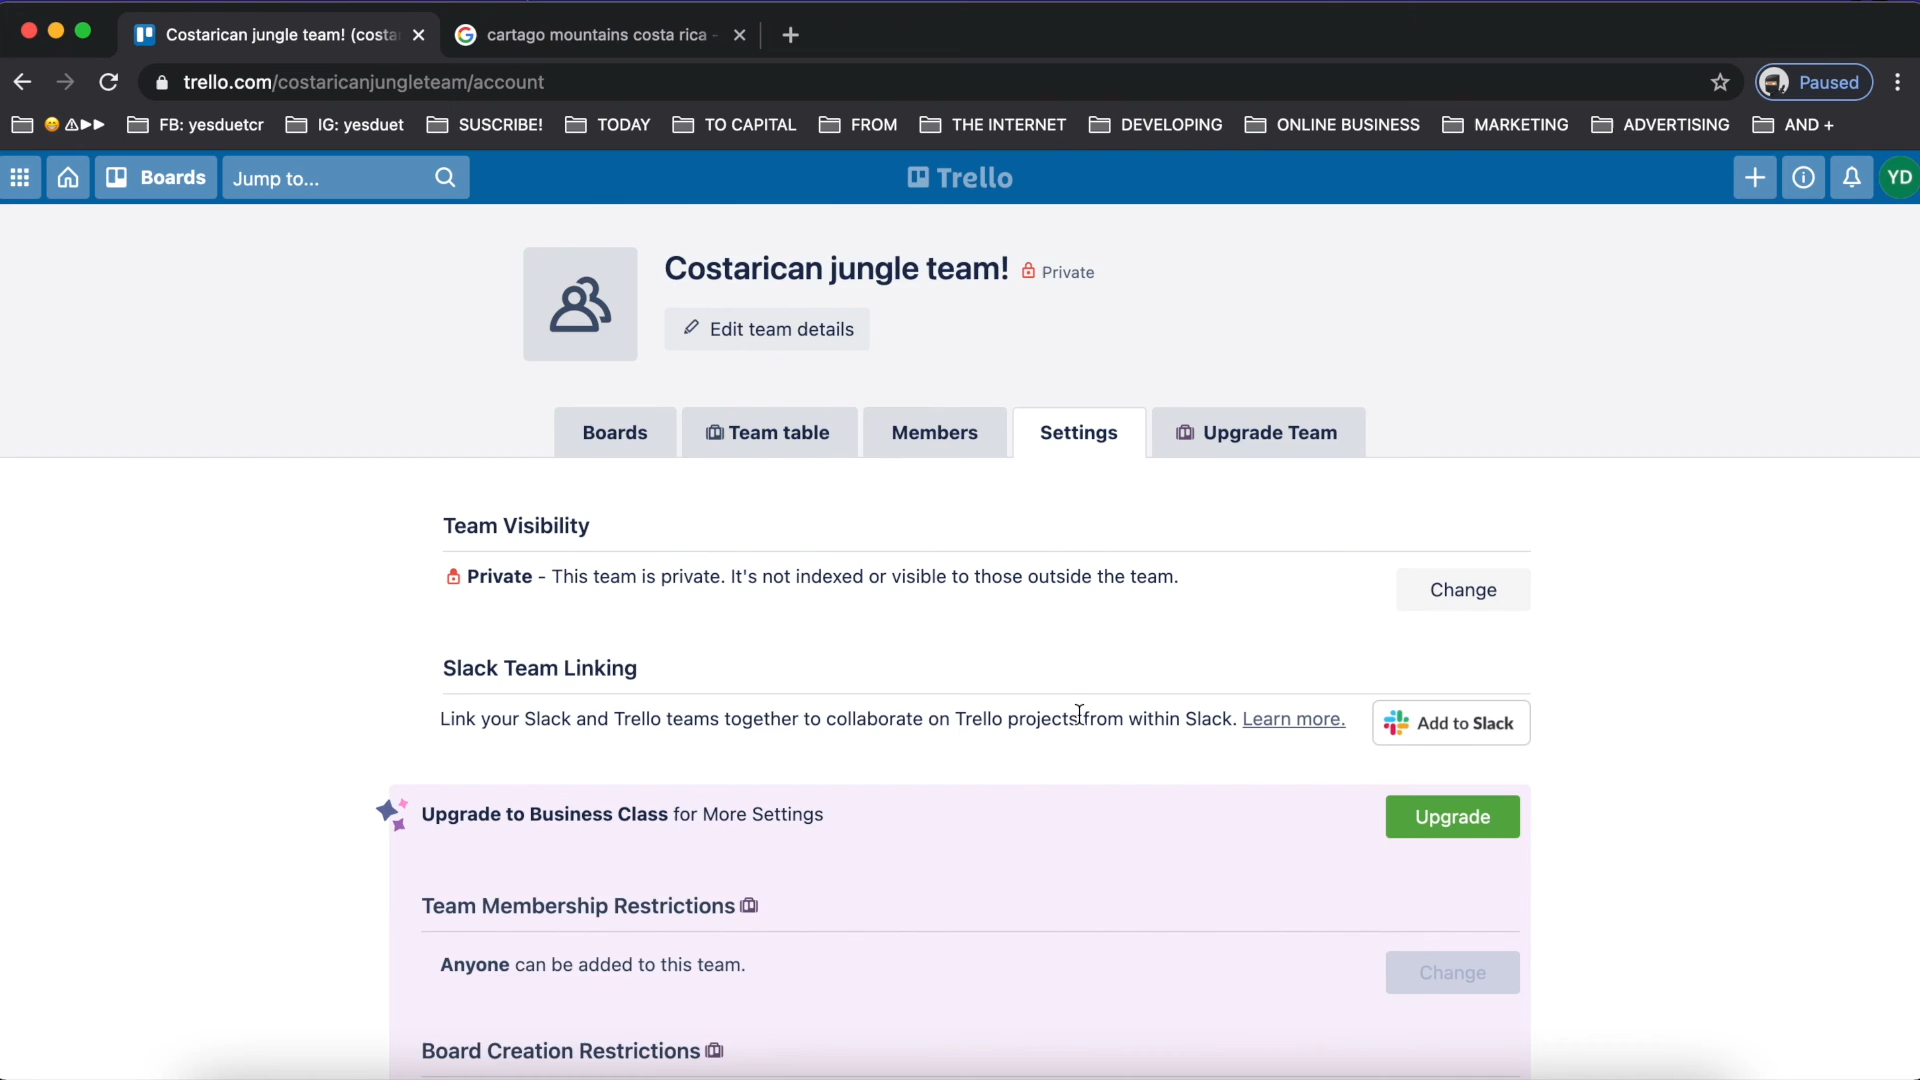 Costarican jungle team! (costa
cartago mountains costa rica -
trello.com/costaricanjungleteam/account
Paused
FB: yesduetcr
IG: yesduet
SUSCRIBE!
TODAY
TO CAPITAL
FROM
THE INTERNET
DEVELOPING
ONLINE BUSINESS
MARKETING
ADVERTISING
AND +
Boards
Jump to...
Trello
YD
Costarican jungle team!
Private
Edit team details
Boards
Team table
Members
Settings
Upgrade Team
Team Visibility
Private - This team is private. It's not indexed or visible to those outside the team.
Change
Slack Team Linking
Link your Slack and Trello teams together to collaborate on Trello projects from within Slack. Learn more.
Add to Slack
Upgrade to Business Class for More Settings
Upgrade
Team Membership Restrictions
Anyone can be added to this team.
Change
Board Creation Restrictions